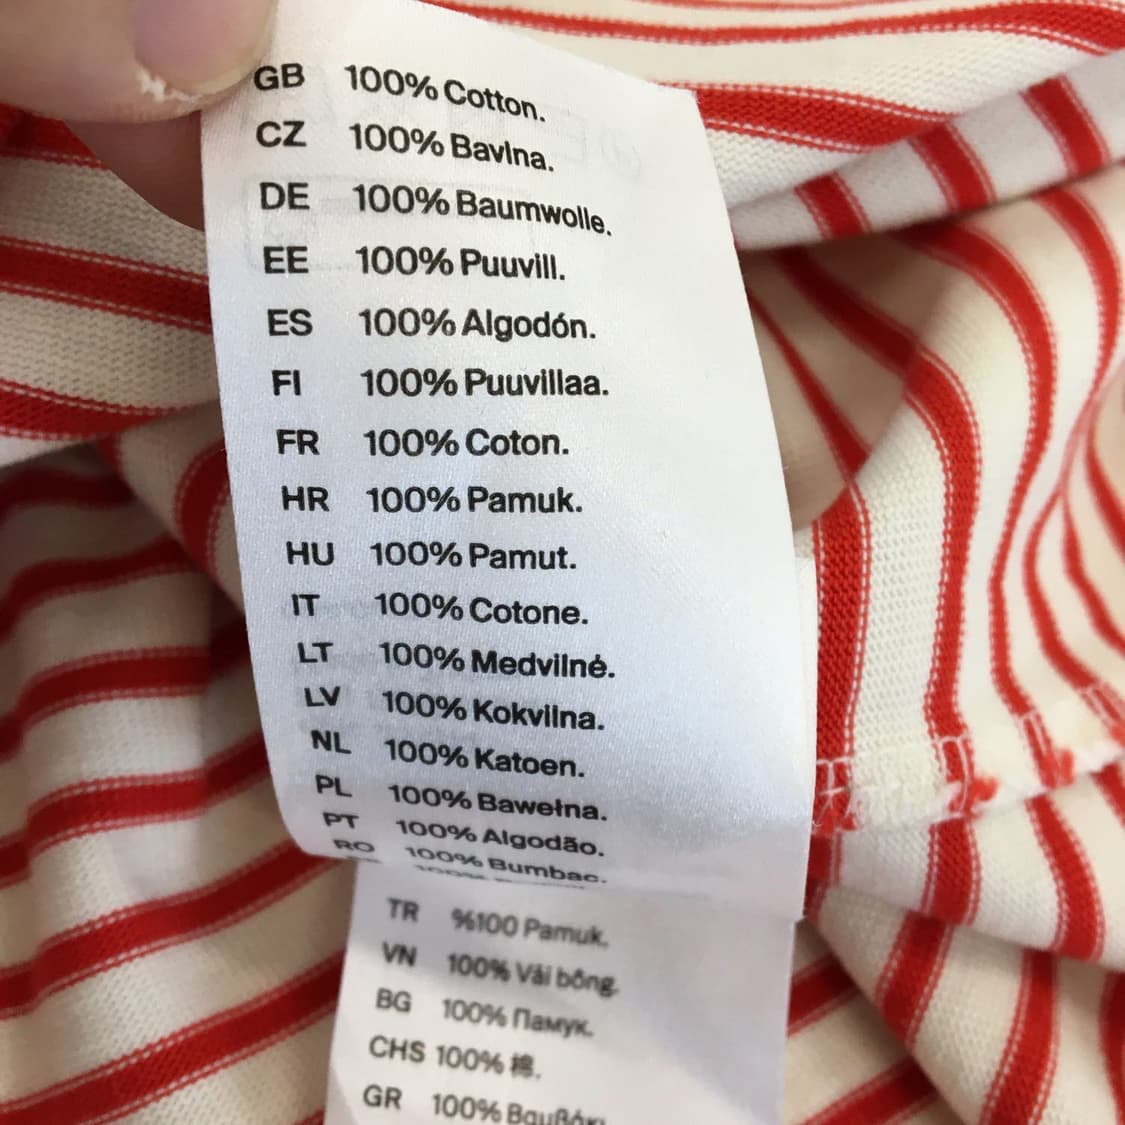 GB 100% Cotton.
CZ 100% Bavlna.
DE 100% Baumwolle.
EE 100% Puuvill.
ES 100% Algodón.
FI 100% Puuvillaa.
FR 100% Coton.
HR 100% Pamuk.
HU 100% Pamut.
IT 100% Cotone.
LT 100% Medvilnė.
LV 100% Kokvilna.
NL 100% Katoen.
PL 100% Bawełna.
PT 100% Algodão.
RO 100% Bumbac.
TR %100 Pamuk.
VN 100% Vải bông.
BG 100% Памук.
CHS 100% 棉.
GR 100%